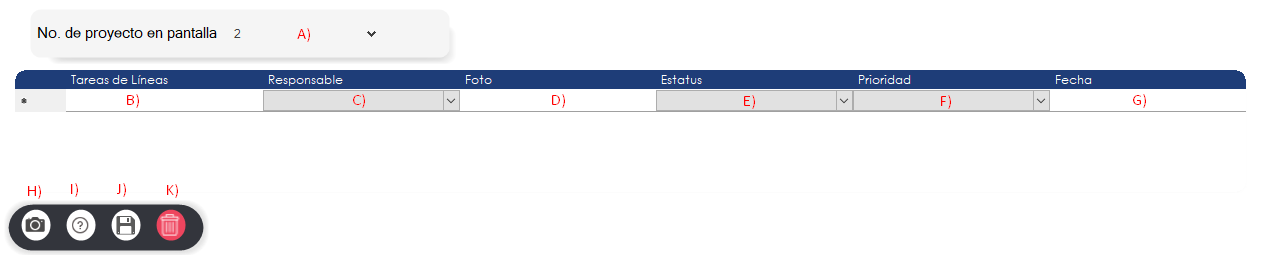 No. de proyecto en pantalla 2 A)
Tareas de Líneas Responsable Foto Estatus Prioridad Fecha
* B) C) D) E) F) G)
H) I) J) K)
?